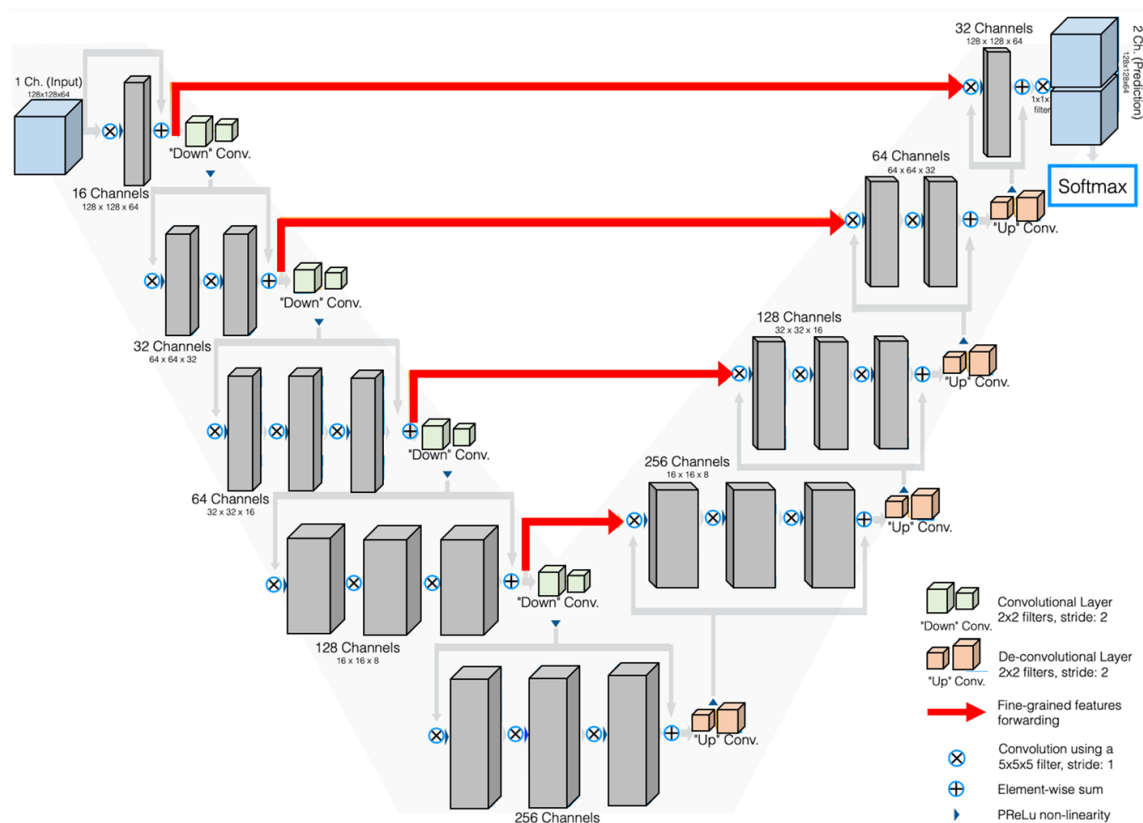 1 Ch. (Input)
128x128x64
16 Channels
128 x 128 x 64
"Down" Conv.
32 Channels
64 x 64 x 32
"Down" Conv.
64 Channels
32 x 32 x 16
"Down" Conv.
128 Channels
16 x 16 x 8
"Down" Conv.
256 Channels
"Up" Conv.
256 Channels
16 x 16 x 8
"Up" Conv.
128 Channels
32 x 32 x 16
"Up" Conv.
64 Channels
64 x 64 x 32
"Up" Conv.
32 Channels
128 x 128 x 64
1x1x
filter
2 Ch. (Prediction)
128x128x64
Softmax
"Down" Conv.
Convolutional Layer
2x2 filters, stride: 2
"Up" Conv.
De-convolutional Layer
2x2 filters, stride: 2
Fine-grained features
forwarding
Convolution using a
5x5x5 filter, stride: 1
Element-wise sum
PReLu non-linearity